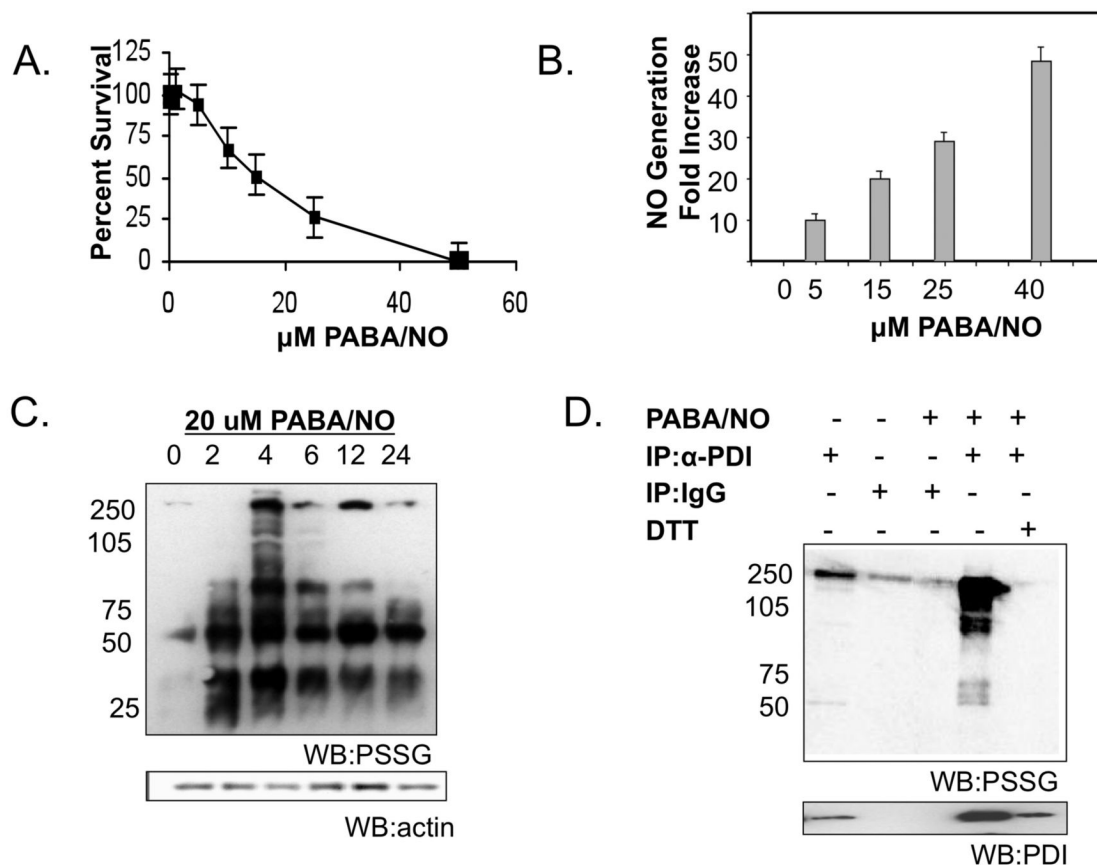 A.
Percent Survival
125
100
75
50
25
0
0 20 40 60
µM PABA/NO
B.
NO Generation
Fold Increase
50
40
30
20
10
0 5 15 25 40
µM PABA/NO
C.
20 uM PABA/NO
0 2 4 6 12 24
250
105
75
50
25
WB:PSSG
WB:actin
D.
PABA/NO - - + + +
IP:α-PDI + - - + +
IP:IgG - + + - -
DTT - - - - +
250
105
75
50
WB:PSSG
WB:PDI